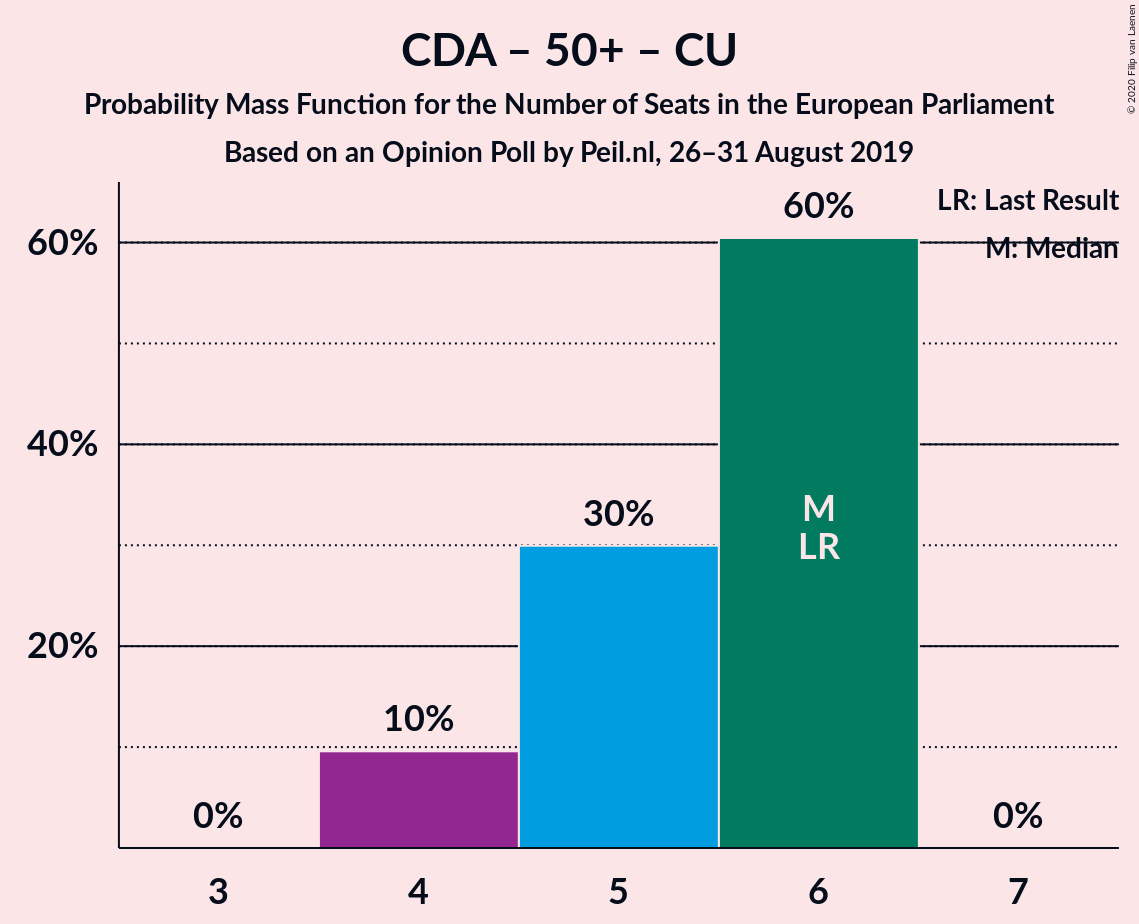 CDA – 50+ – CU
Probability Mass Function for the Number of Seats in the European Parliament
Based on an Opinion Poll by Peil.nl, 26–31 August 2019
© 2020 Filip van Laenen
LR: Last Result
M: Median
60%
40%
20%
0%
10%
30%
60%
M
LR
0%
3
4
5
6
7